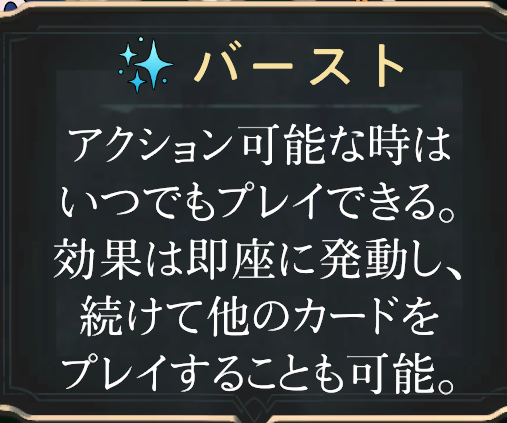 バースト
アクション可能な時は
いつでもプレイできる。
効果は即座に発動し、
続けて他のカードを
プレイすることも可能。